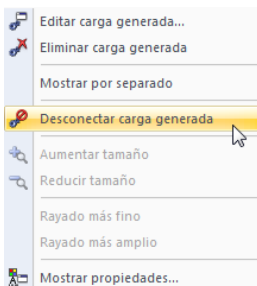 Editar carga generada...
Eliminar carga generada
Mostrar por separado
Desconectar carga generada
Aumentar tamaño
Reducir tamaño
Rayado más fino
Rayado más amplio
Mostrar propiedades...